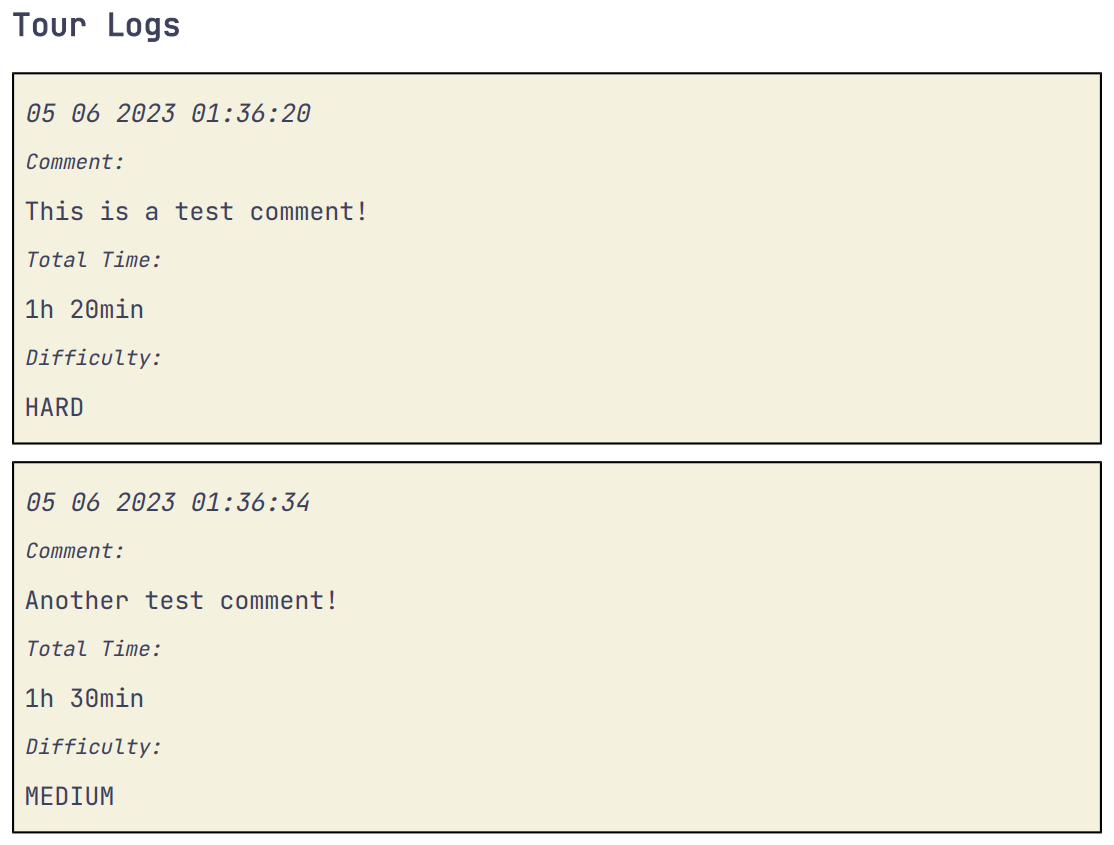 Tour Logs
05 06 2023 01:36:20
Comment:
This is a test comment!
Total Time:
1h 20min
Difficulty:
HARD
05 06 2023 01:36:34
Comment:
Another test comment!
Total Time:
1h 30min
Difficulty:
MEDIUM